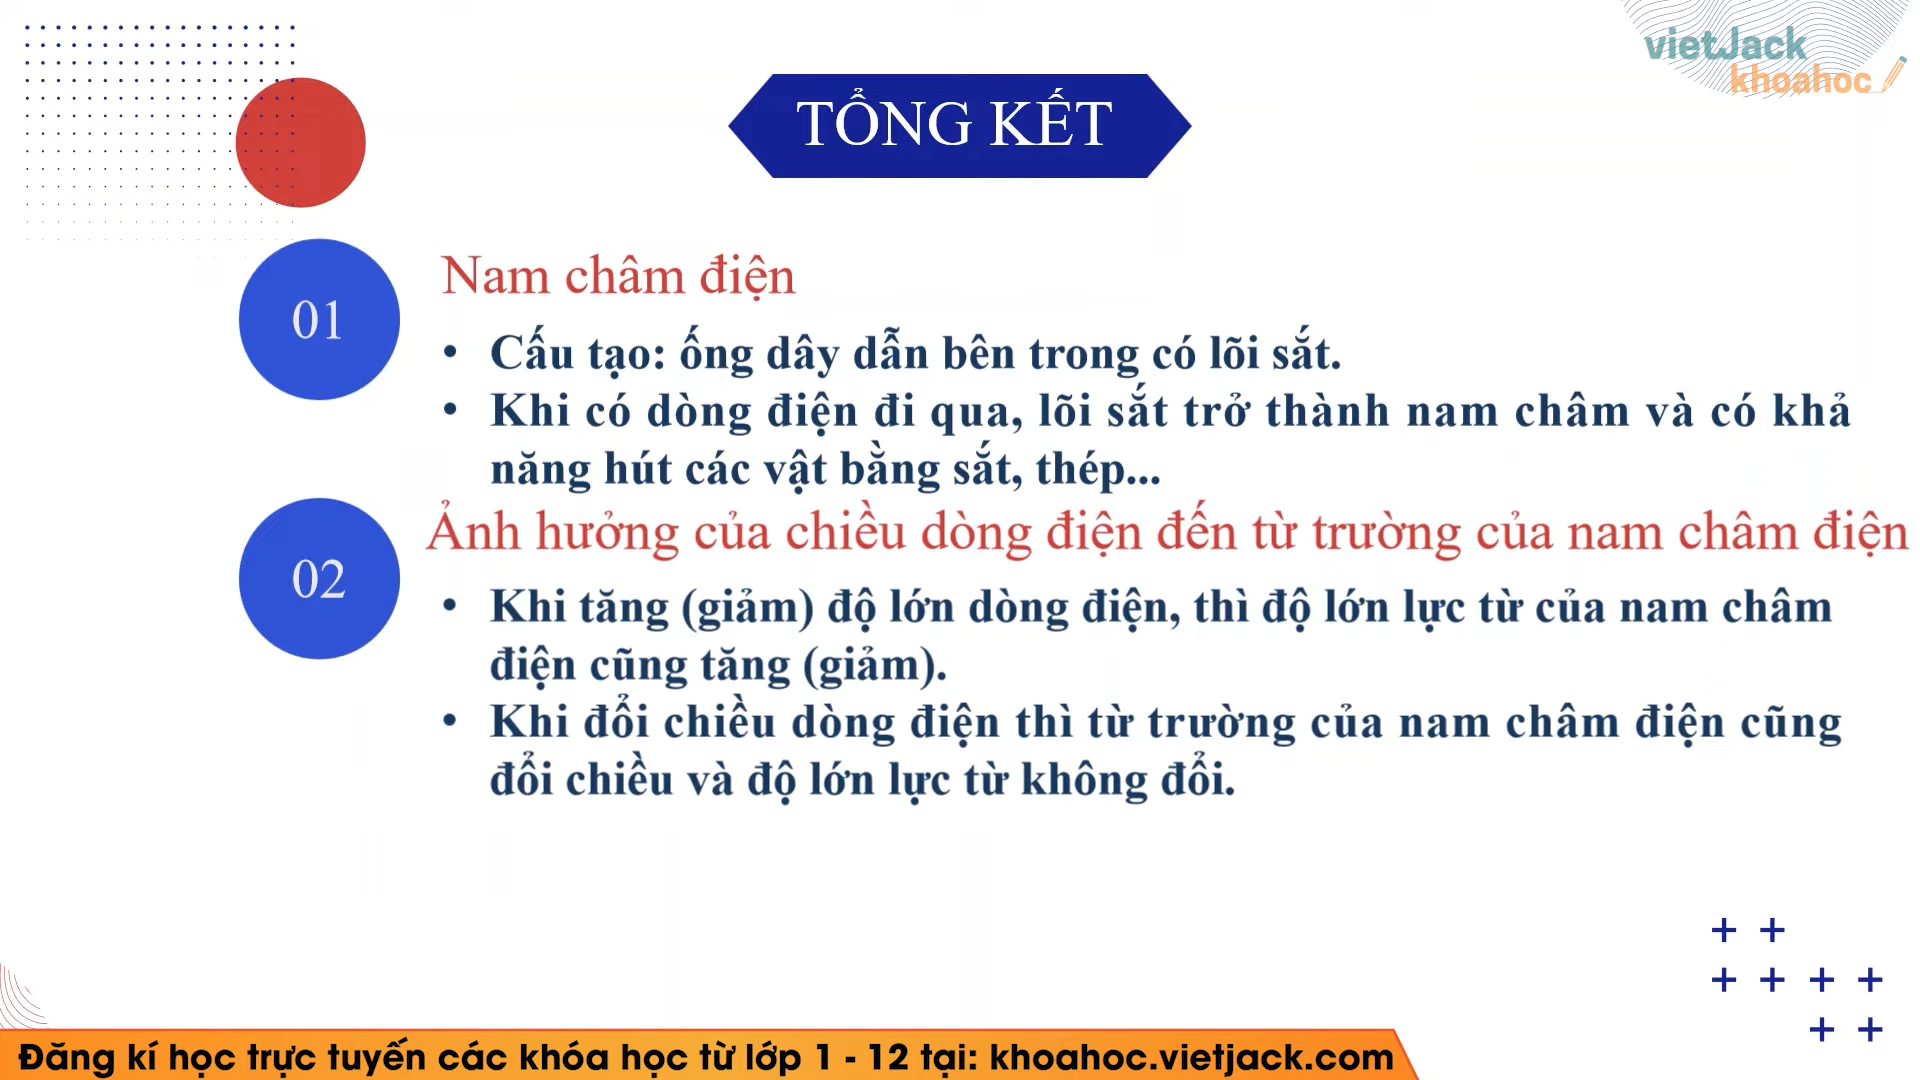 vietJack
khoahoc
TỔNG KẾT
01
Nam châm điện
• Cấu tạo: ống dây dẫn bên trong có lõi sắt.
• Khi có dòng điện đi qua, lõi sắt trở thành nam châm và có khả
năng hút các vật bằng sắt, thép...
02
Ảnh hưởng của chiều dòng điện đến từ trường của nam châm điện
• Khi tăng (giảm) độ lớn dòng điện, thì độ lớn lực từ của nam châm
điện cũng tăng (giảm).
• Khi đổi chiều dòng điện thì từ trường của nam châm điện cũng
đổi chiều và độ lớn lực từ không đổi.
Đăng kí học trực tuyến các khóa học từ lớp 1 - 12 tại: khoahoc.vietjack.com